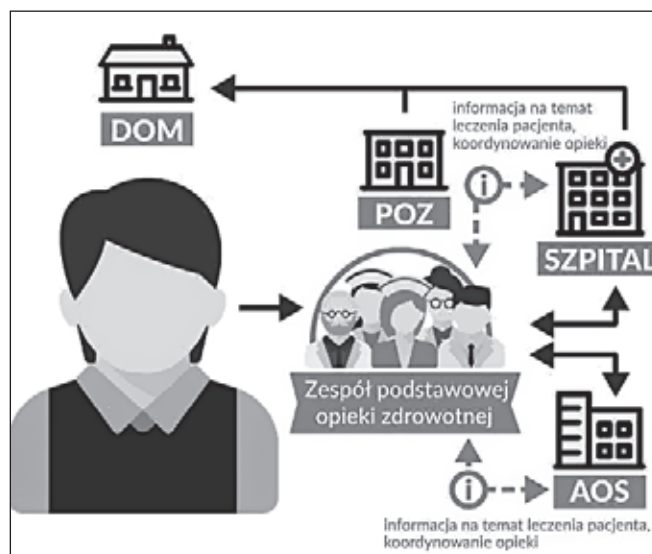 DOM
informacja na temat
leczenia pacjenta,
koordynowanie opieki
i
POZ
SZPITAL
Zespół podstawowej
opieki zdrowotnej
i
AOS
informacja na temat leczenia pacjenta,
koordynowanie opieki